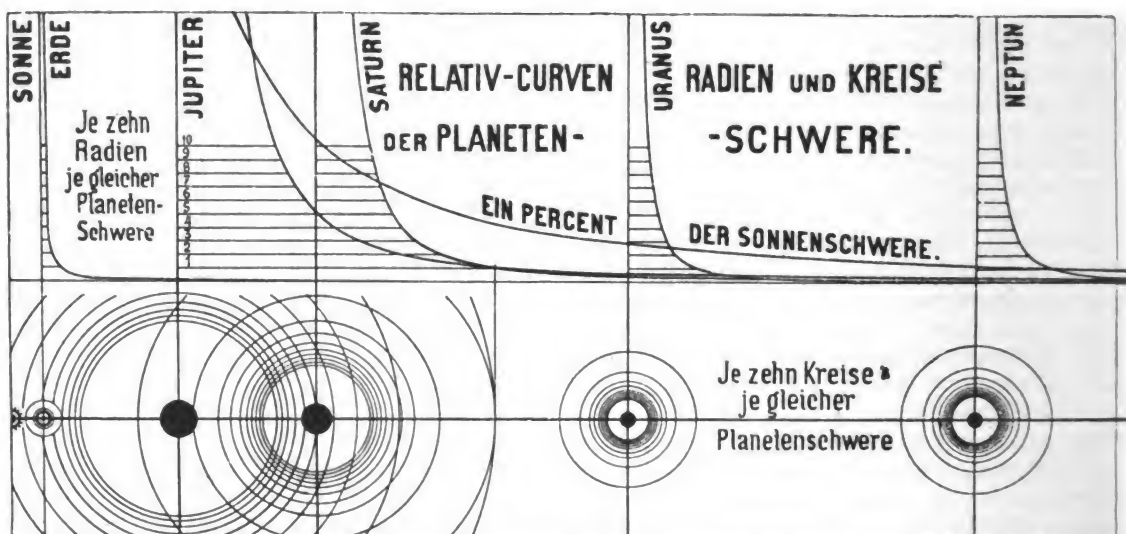 SONNE
ERDE
JUPITER
SATURN
URANUS
NEPTUN
Je zehn
Radien
je gleicher
Planeten-
Schwere
10
9
8
7
6
5
4
3
2
1
RELATIV-CURVEN
DER PLANETEN-
RADIEN UND KREISE
-SCHWERE.
EIN PERCENT
DER SONNENSCHWERE.
Je zehn Kreise
je gleicher
Planetenschwere